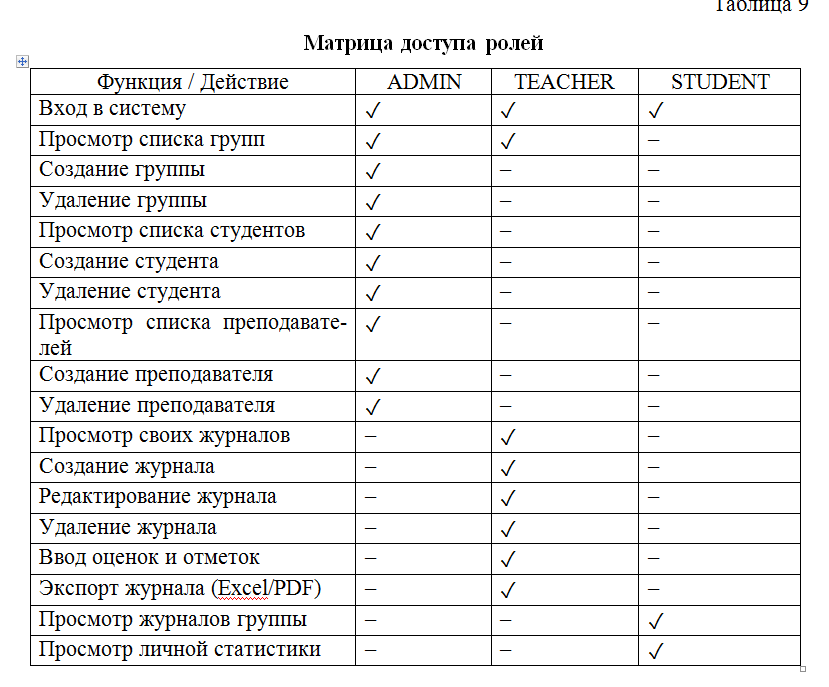 Таблица 9
Матрица доступа ролей
Функция / Действие ADMIN TEACHER STUDENT
Вход в систему ✓ ✓ ✓
Просмотр списка групп ✓ ✓ –
Создание группы ✓ – –
Удаление группы ✓ – –
Просмотр списка студентов ✓ – –
Создание студента ✓ – –
Удаление студента ✓ – –
Просмотр списка преподавате- ✓ – –
лей
Создание преподавателя ✓ – –
Удаление преподавателя ✓ – –
Просмотр своих журналов – ✓ –
Создание журнала – ✓ –
Редактирование журнала – ✓ –
Удаление журнала – ✓ –
Ввод оценок и отметок – ✓ –
Экспорт журнала (Excel/PDF) – ✓ –
Просмотр журналов группы – – ✓
Просмотр личной статистики – – ✓